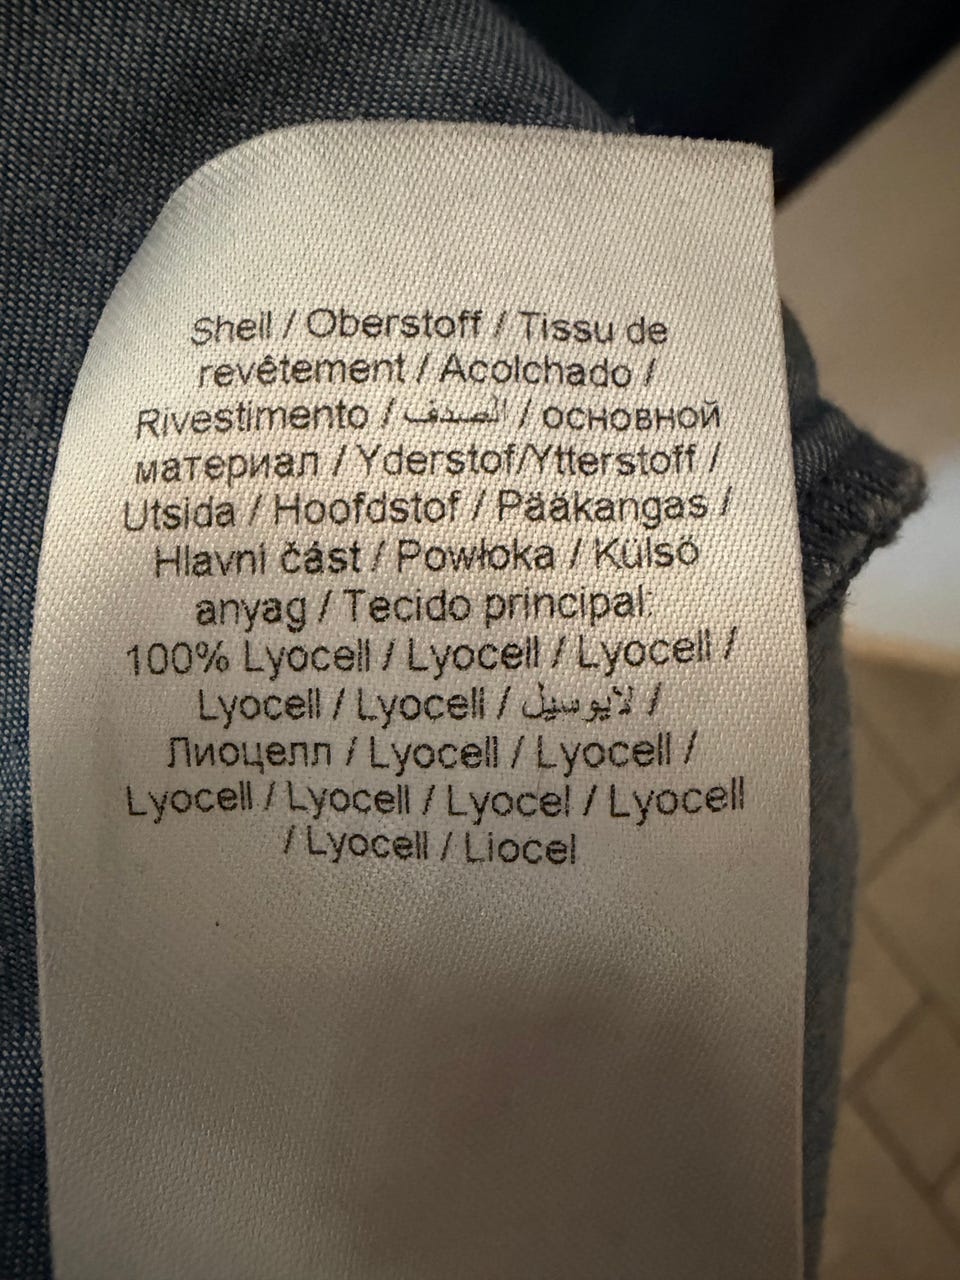 Shell / Oberstoff / Tissu de
revêtement / Acolchado /
Rivestimento / الصدف / основной
материал / Yderstof/Ytterstoff /
Utsida / Hoofdstof / Pääkangas /
Hlavní část / Powłoka / Külső
anyag / Tecido principal:
100% Lyocell / Lyocell / Lyocell /
Lyocell / Lyocell / لايوسيل /
Лиоцелл / Lyocell / Lyocell /
Lyocell / Lyocell / Lyocel / Lyocell
/ Lyocell / Liocel